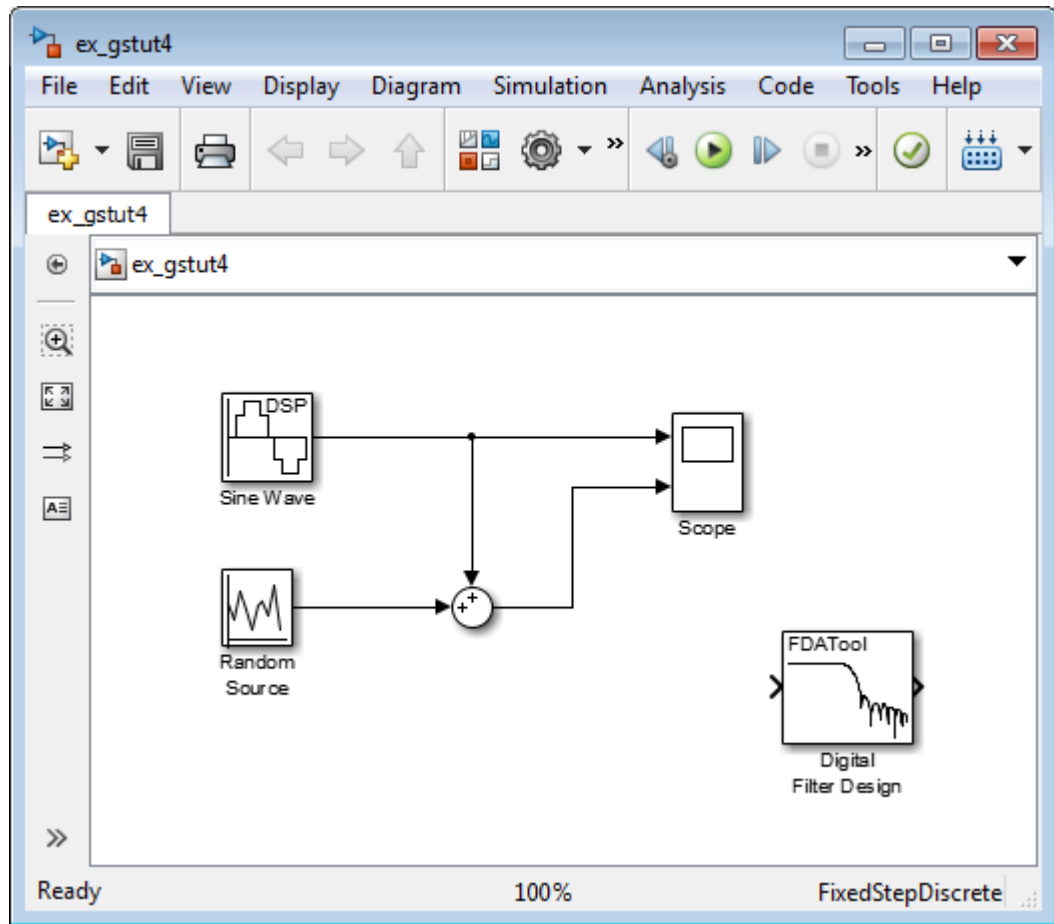 ex_gstut4
File Edit View Display Diagram Simulation Analysis Code Tools Help
ex_gstut4
ex_gstut4
DSP
Sine Wave
Scope
Random
Source
FDATool
Digital
Filter Design
Ready 100% FixedStepDiscrete